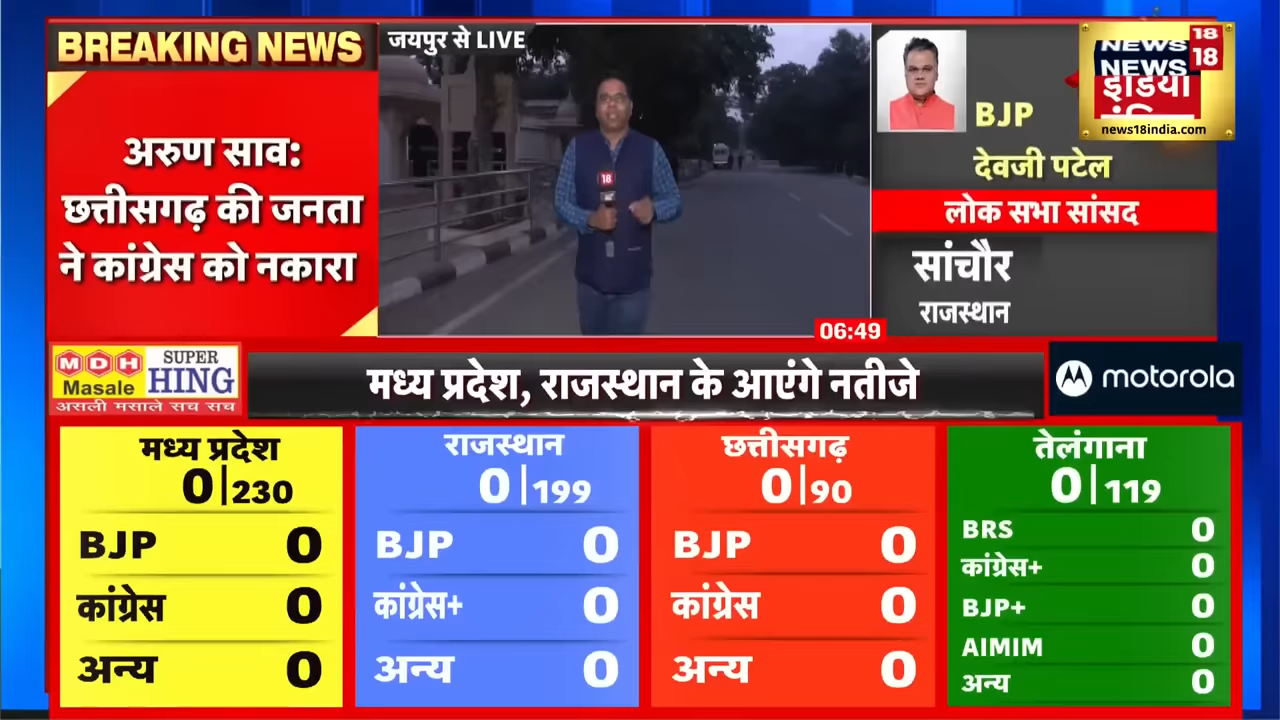 BREAKING NEWS
अरुण साव:
छत्तीसगढ़ की जनता
ने कांग्रेस को नकारा
जयपुर से LIVE
18
06:49
BJP
देवजी पटेल
लोक सभा सांसद
सांचौर
राजस्थान
NEWS 18
NEWS 18
इंडिया
news18india.com
MDH
Masale
SUPER
HING
असली मसाले सच सच
मध्य प्रदेश, राजस्थान के आएंगे नतीजे
motorola
मध्य प्रदेश
0|230
BJP 0
कांग्रेस 0
अन्य 0
राजस्थान
0|199
BJP 0
कांग्रेस+ 0
अन्य 0
छत्तीसगढ़
0|90
BJP 0
कांग्रेस 0
अन्य 0
तेलंगाना
0|119
BRS 0
कांग्रेस+ 0
BJP+ 0
AIMIM 0
अन्य 0